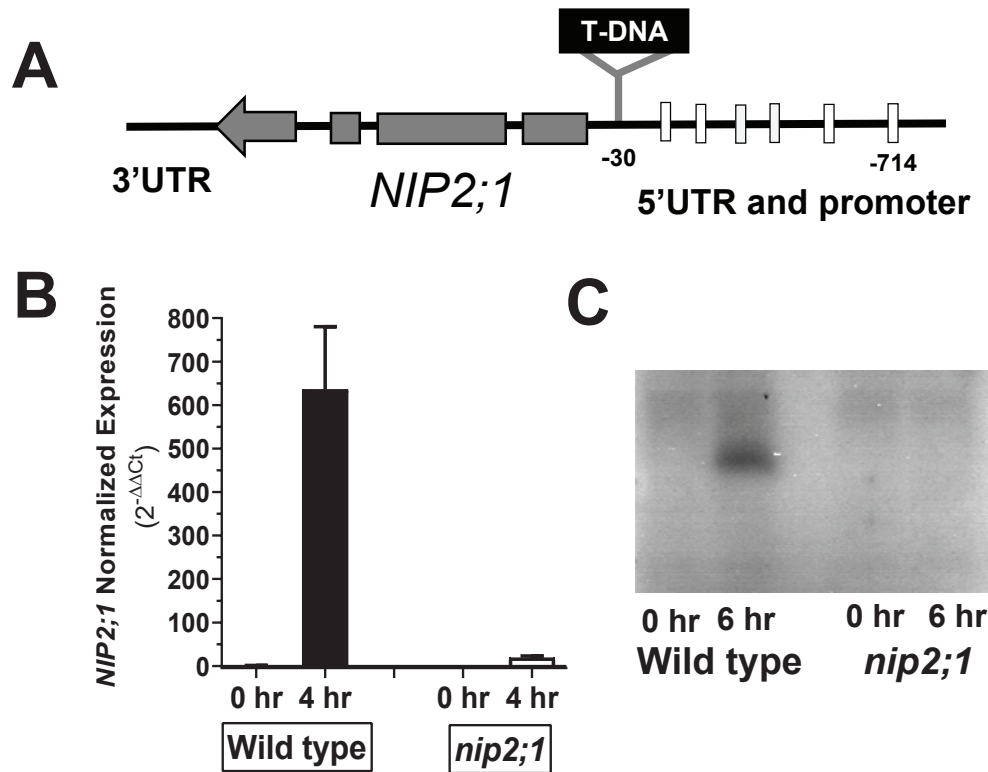 A
T-DNA
-30
-714
3’UTR
NIP2;1
5’UTR and promoter
B
NIP2;1 Normalized Expression
(2-ΔΔCt)
800
700
600
500
400
300
200
100
0
0 hr 4 hr 0 hr 4 hr
Wild type nip2;1
C
0 hr 6 hr 0 hr 6 hr
Wild type nip2;1